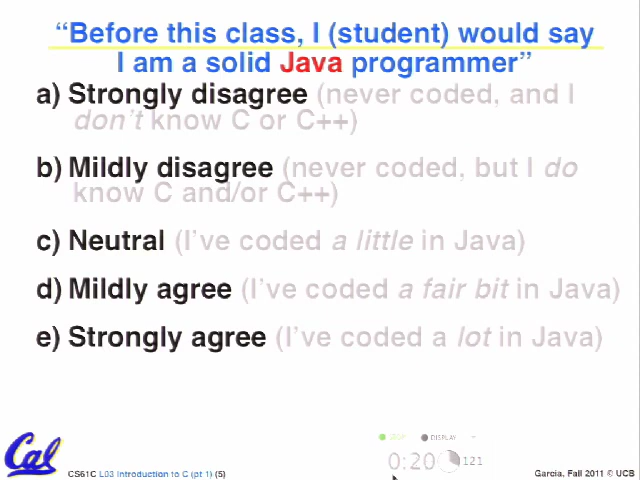 “Before this class, I (student) would say
I am a solid Java programmer”
a) Strongly disagree (never coded, and I
don't know C or C++)
b) Mildly disagree (never coded, but I do
know C and/or C++)
c) Neutral (I've coded a little in Java)
d) Mildly agree (I've coded a fair bit in Java)
e) Strongly agree (I've coded a lot in Java)
DISPLAY
0:20 121
Cal
CS61C L03 Introduction to C (pt 1) (5)
Garcia, Fall 2011 © UCB